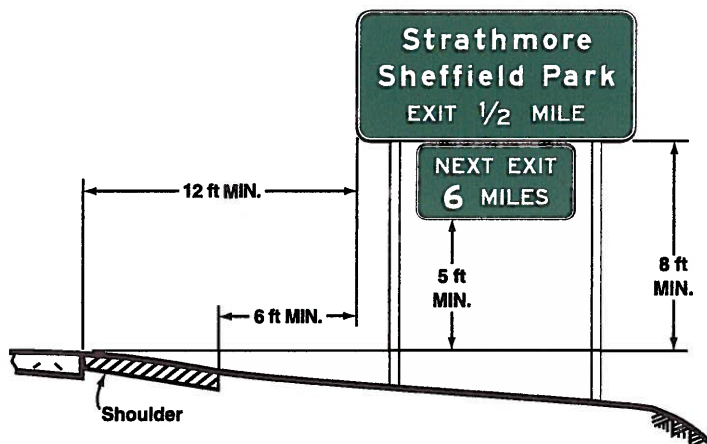 Strathmore
Sheffield Park
EXIT 1/2 MILE
NEXT EXIT
6 MILES
12 ft MIN.
6 ft MIN.
5 ft
MIN.
8 ft
MIN.
Shoulder